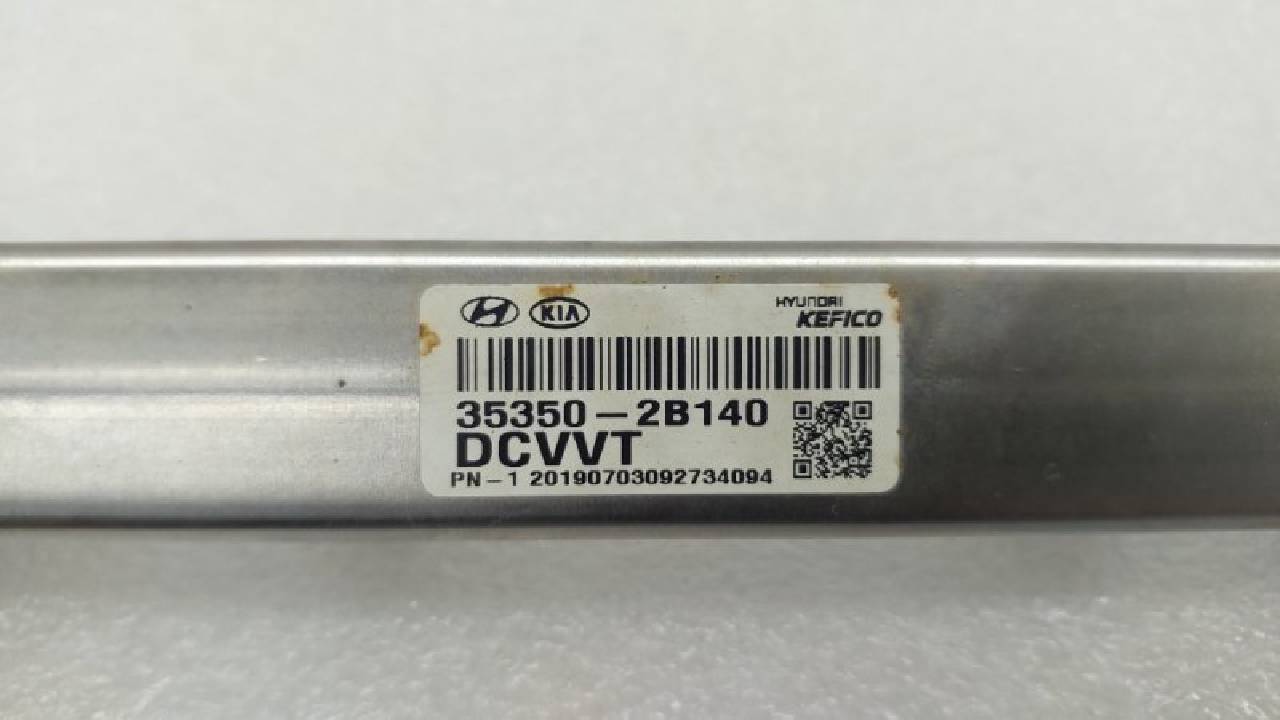 KIA
HYUNDAI
KEFICO
35350-2B140
DCVVT
PN-1 20190703092734094